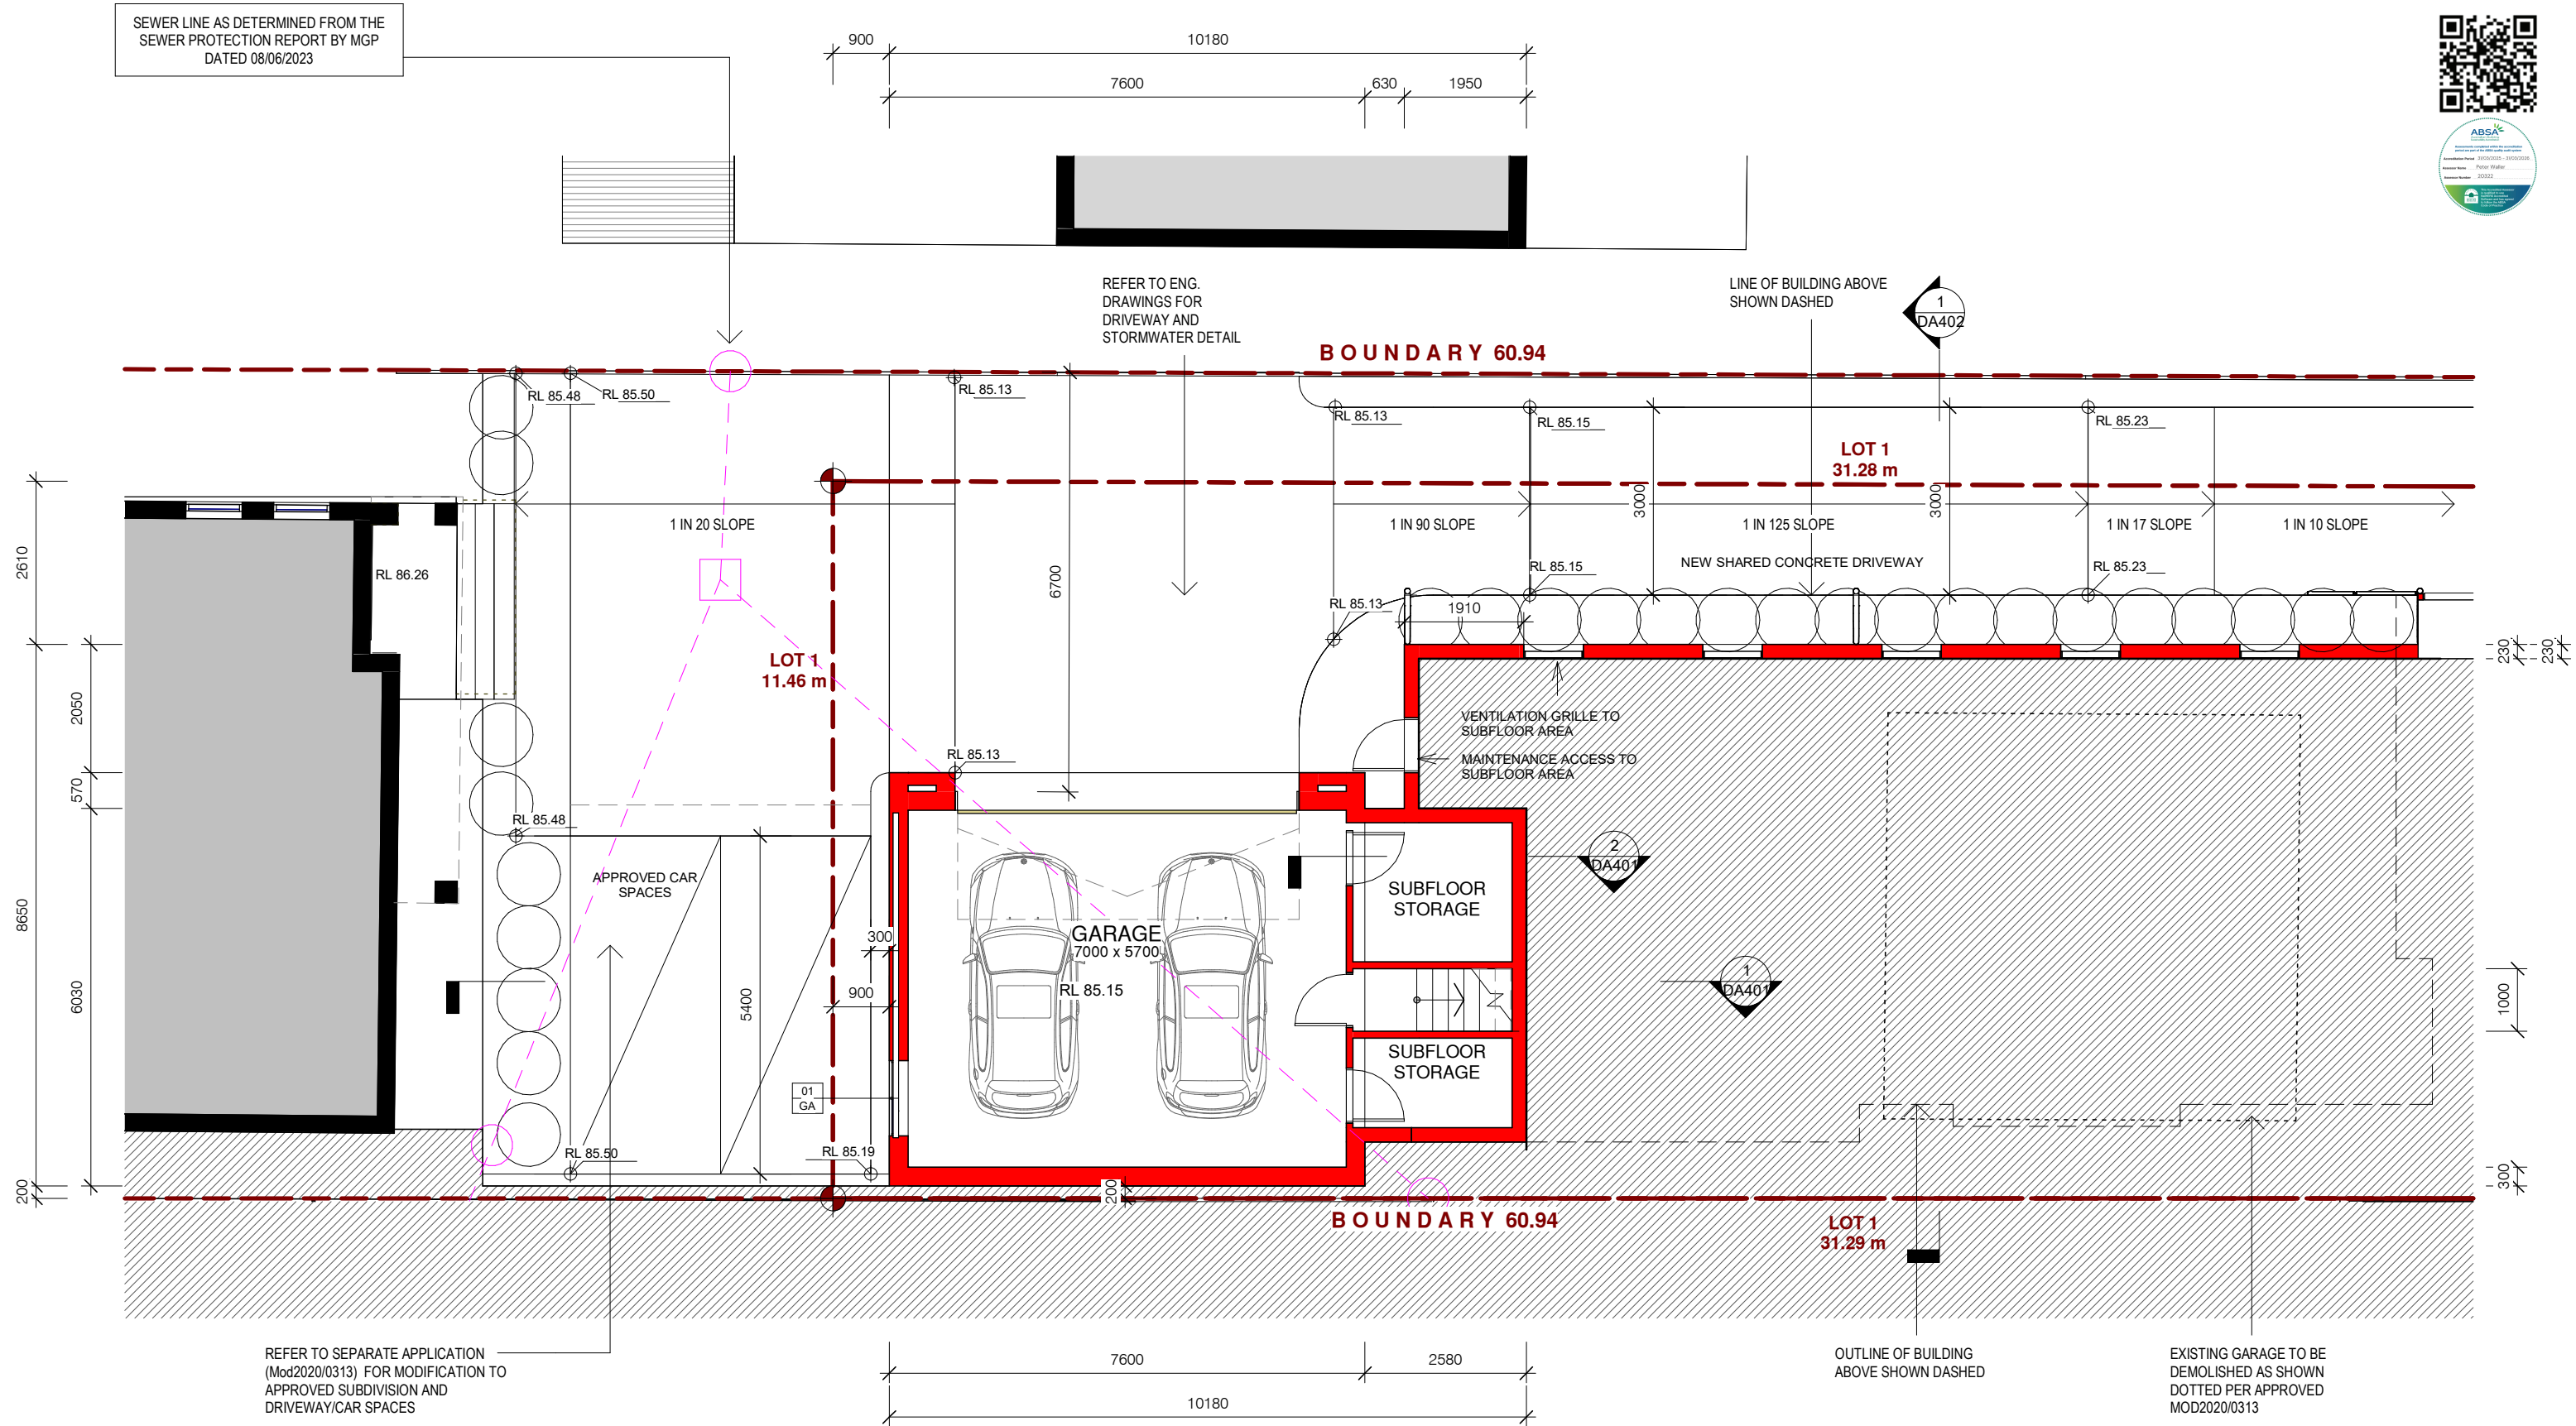 SEWER LINE AS DETERMINED FROM THE
SEWER PROTECTION REPORT BY MGP
DATED 08/06/2023
900
10180
7600
630
1950
ABSA
Accreditation Period
Assessor Name
Peter Waller
Assessor Number
20322
REFER TO ENG.
DRAWINGS FOR
DRIVEWAY AND
STORMWATER DETAIL
LINE OF BUILDING ABOVE
SHOWN DASHED
1
DA402
BOUNDARY 60.94
RL 85.48
RL 85.50
RL 85.13
RL 85.13
RL 85.15
RL 85.23
LOT 1
31.28 m
3000
3000
1 IN 20 SLOPE
1 IN 90 SLOPE
1 IN 125 SLOPE
1 IN 17 SLOPE
1 IN 10 SLOPE
2610
RL 86.26
6700
RL 85.15
NEW SHARED CONCRETE DRIVEWAY
RL 85.23
RL 85.13
1910
230
230
LOT 1
11.46 m
2050
VENTILATION GRILLE TO
SUBFLOOR AREA
MAINTENANCE ACCESS TO
SUBFLOOR AREA
RL 85.13
570
RL 85.48
2
DA401
APPROVED CAR
SPACES
SUBFLOOR
STORAGE
8650
300
GARAGE
7000 x 5700
RL 85.15
6030
5400
900
1
DA401
1000
SUBFLOOR
STORAGE
01
GA
RL 85.50
RL 85.19
200
200
300
BOUNDARY 60.94
LOT 1
31.29 m
REFER TO SEPARATE APPLICATION
(Mod2020/0313) FOR MODIFICATION TO
APPROVED SUBDIVISION AND
DRIVEWAY/CAR SPACES
7600
2580
10180
OUTLINE OF BUILDING
ABOVE SHOWN DASHED
EXISTING GARAGE TO BE
DEMOLISHED AS SHOWN
DOTTED PER APPROVED
MOD2020/0313